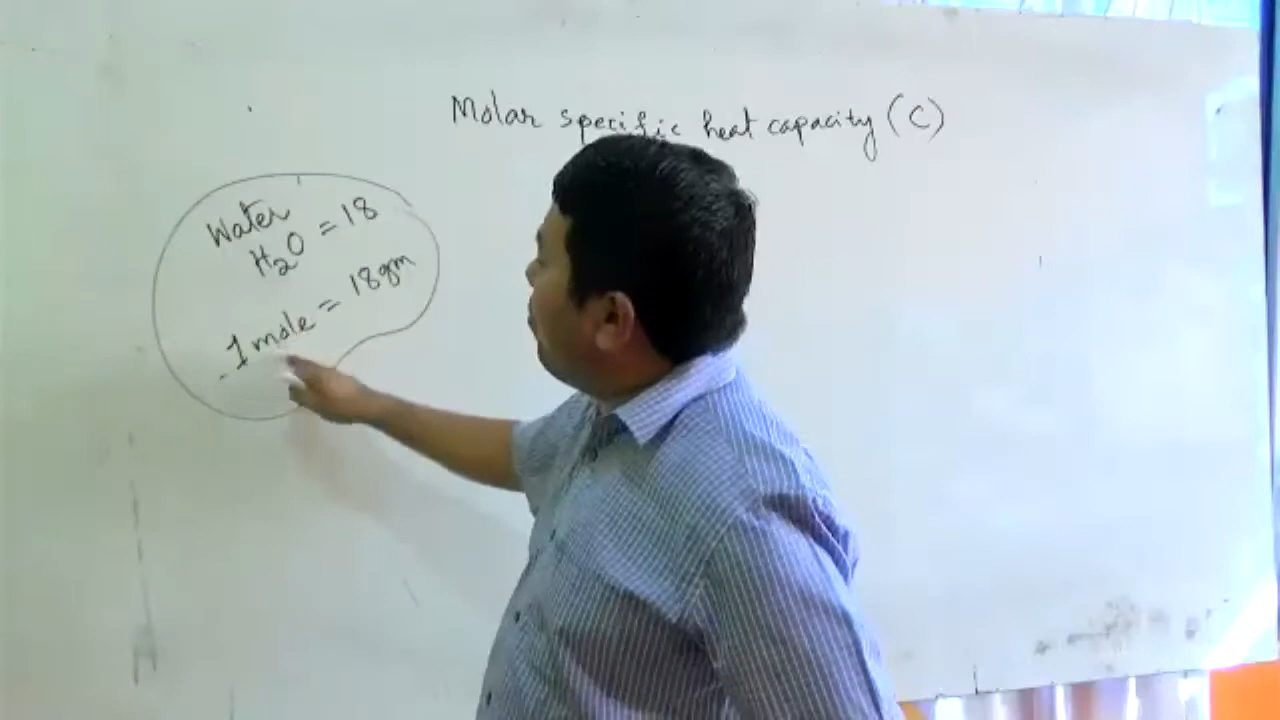 Molar specific heat capacity (C)
Water
H₂O = 18
1 mole = 18gm